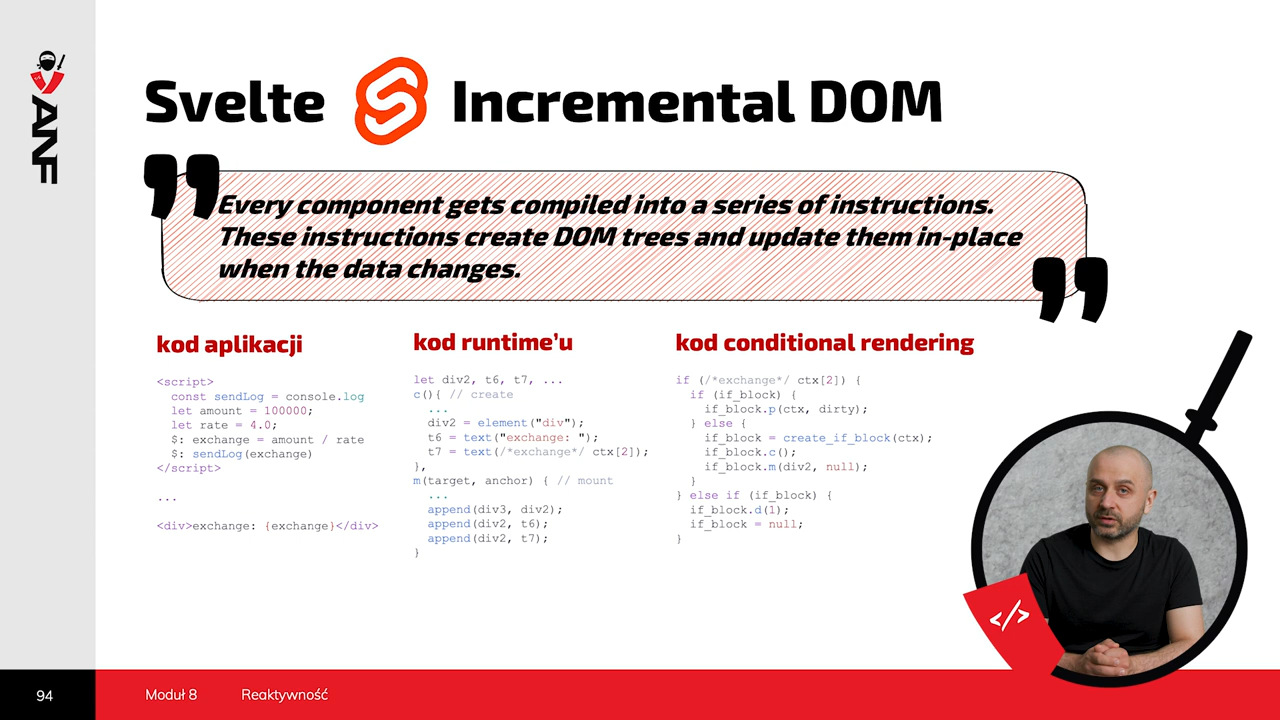 ANF
Svelte Incremental DOM
Every component gets compiled into a series of instructions.
These instructions create DOM trees and update them in-place
when the data changes.
kod aplikacji
<script>
  const sendLog = console.log
  let amount = 100000;
  let rate = 4.0;
  $: exchange = amount / rate
  $: sendLog(exchange)
</script>
...
<div>exchange: {exchange}</div>
kod runtime’u
let div2, t6, t7, ...
c(){ // create
  ...
  div2 = element("div");
  t6 = text("exchange: ");
  t7 = text(/*exchange*/ ctx[2]);
},
m(target, anchor) { // mount
  ...
  append(div3, div2);
  append(div2, t6);
  append(div2, t7);
}
kod conditional rendering
if (/*exchange*/ ctx[2]) {
  if (if_block) {
    if_block.p(ctx, dirty);
  } else {
    if_block = create_if_block(ctx);
    if_block.c();
    if_block.m(div2, null);
  }
} else if (if_block) {
  if_block.d(1);
  if_block = null;
}
</>
94
Moduł 8
Reaktywność